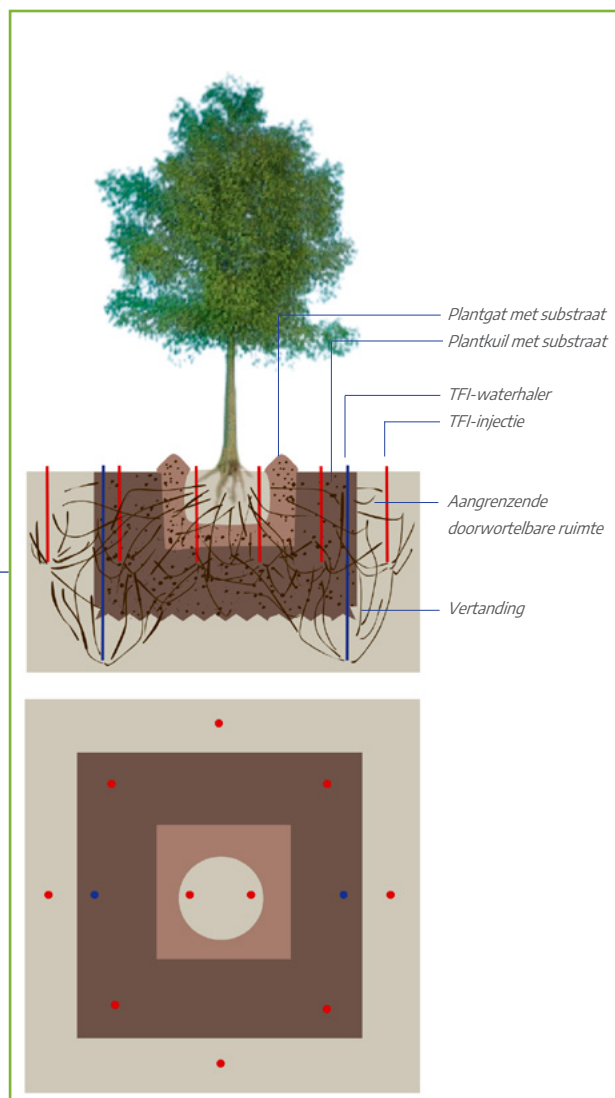 Plantgat met substraat
Plantkuil met substraat
TFI-waterhaler
TFI-injectie
Aangrenzende
doorwortelbare ruimte
Vertanding